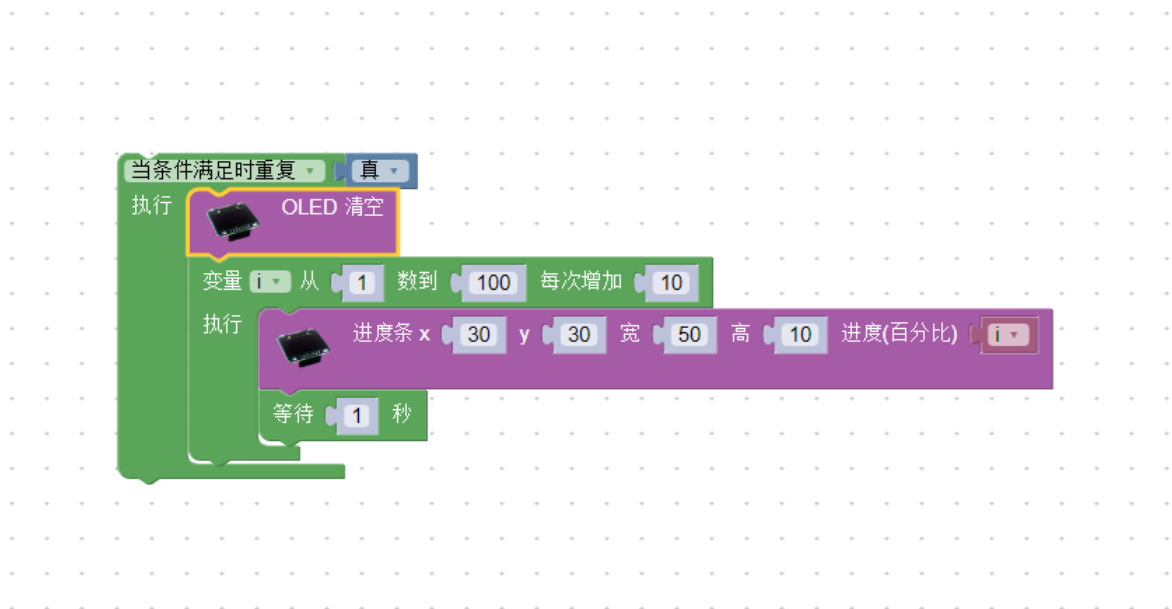 当条件满足时重复 真
执行 OLED 清空
变量 i 从 1 数到 100 每次增加 10
执行 进度条 x 30 y 30 宽 50 高 10 进度(百分比) i
等待 1 秒